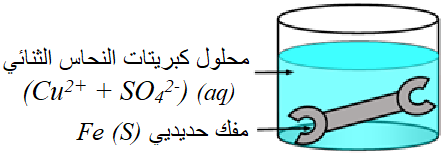 محلول كبريتات النحاس الثنائي
(Cu²⁺ + SO₄²⁻) (aq)
مفك حديدي Fe (S)